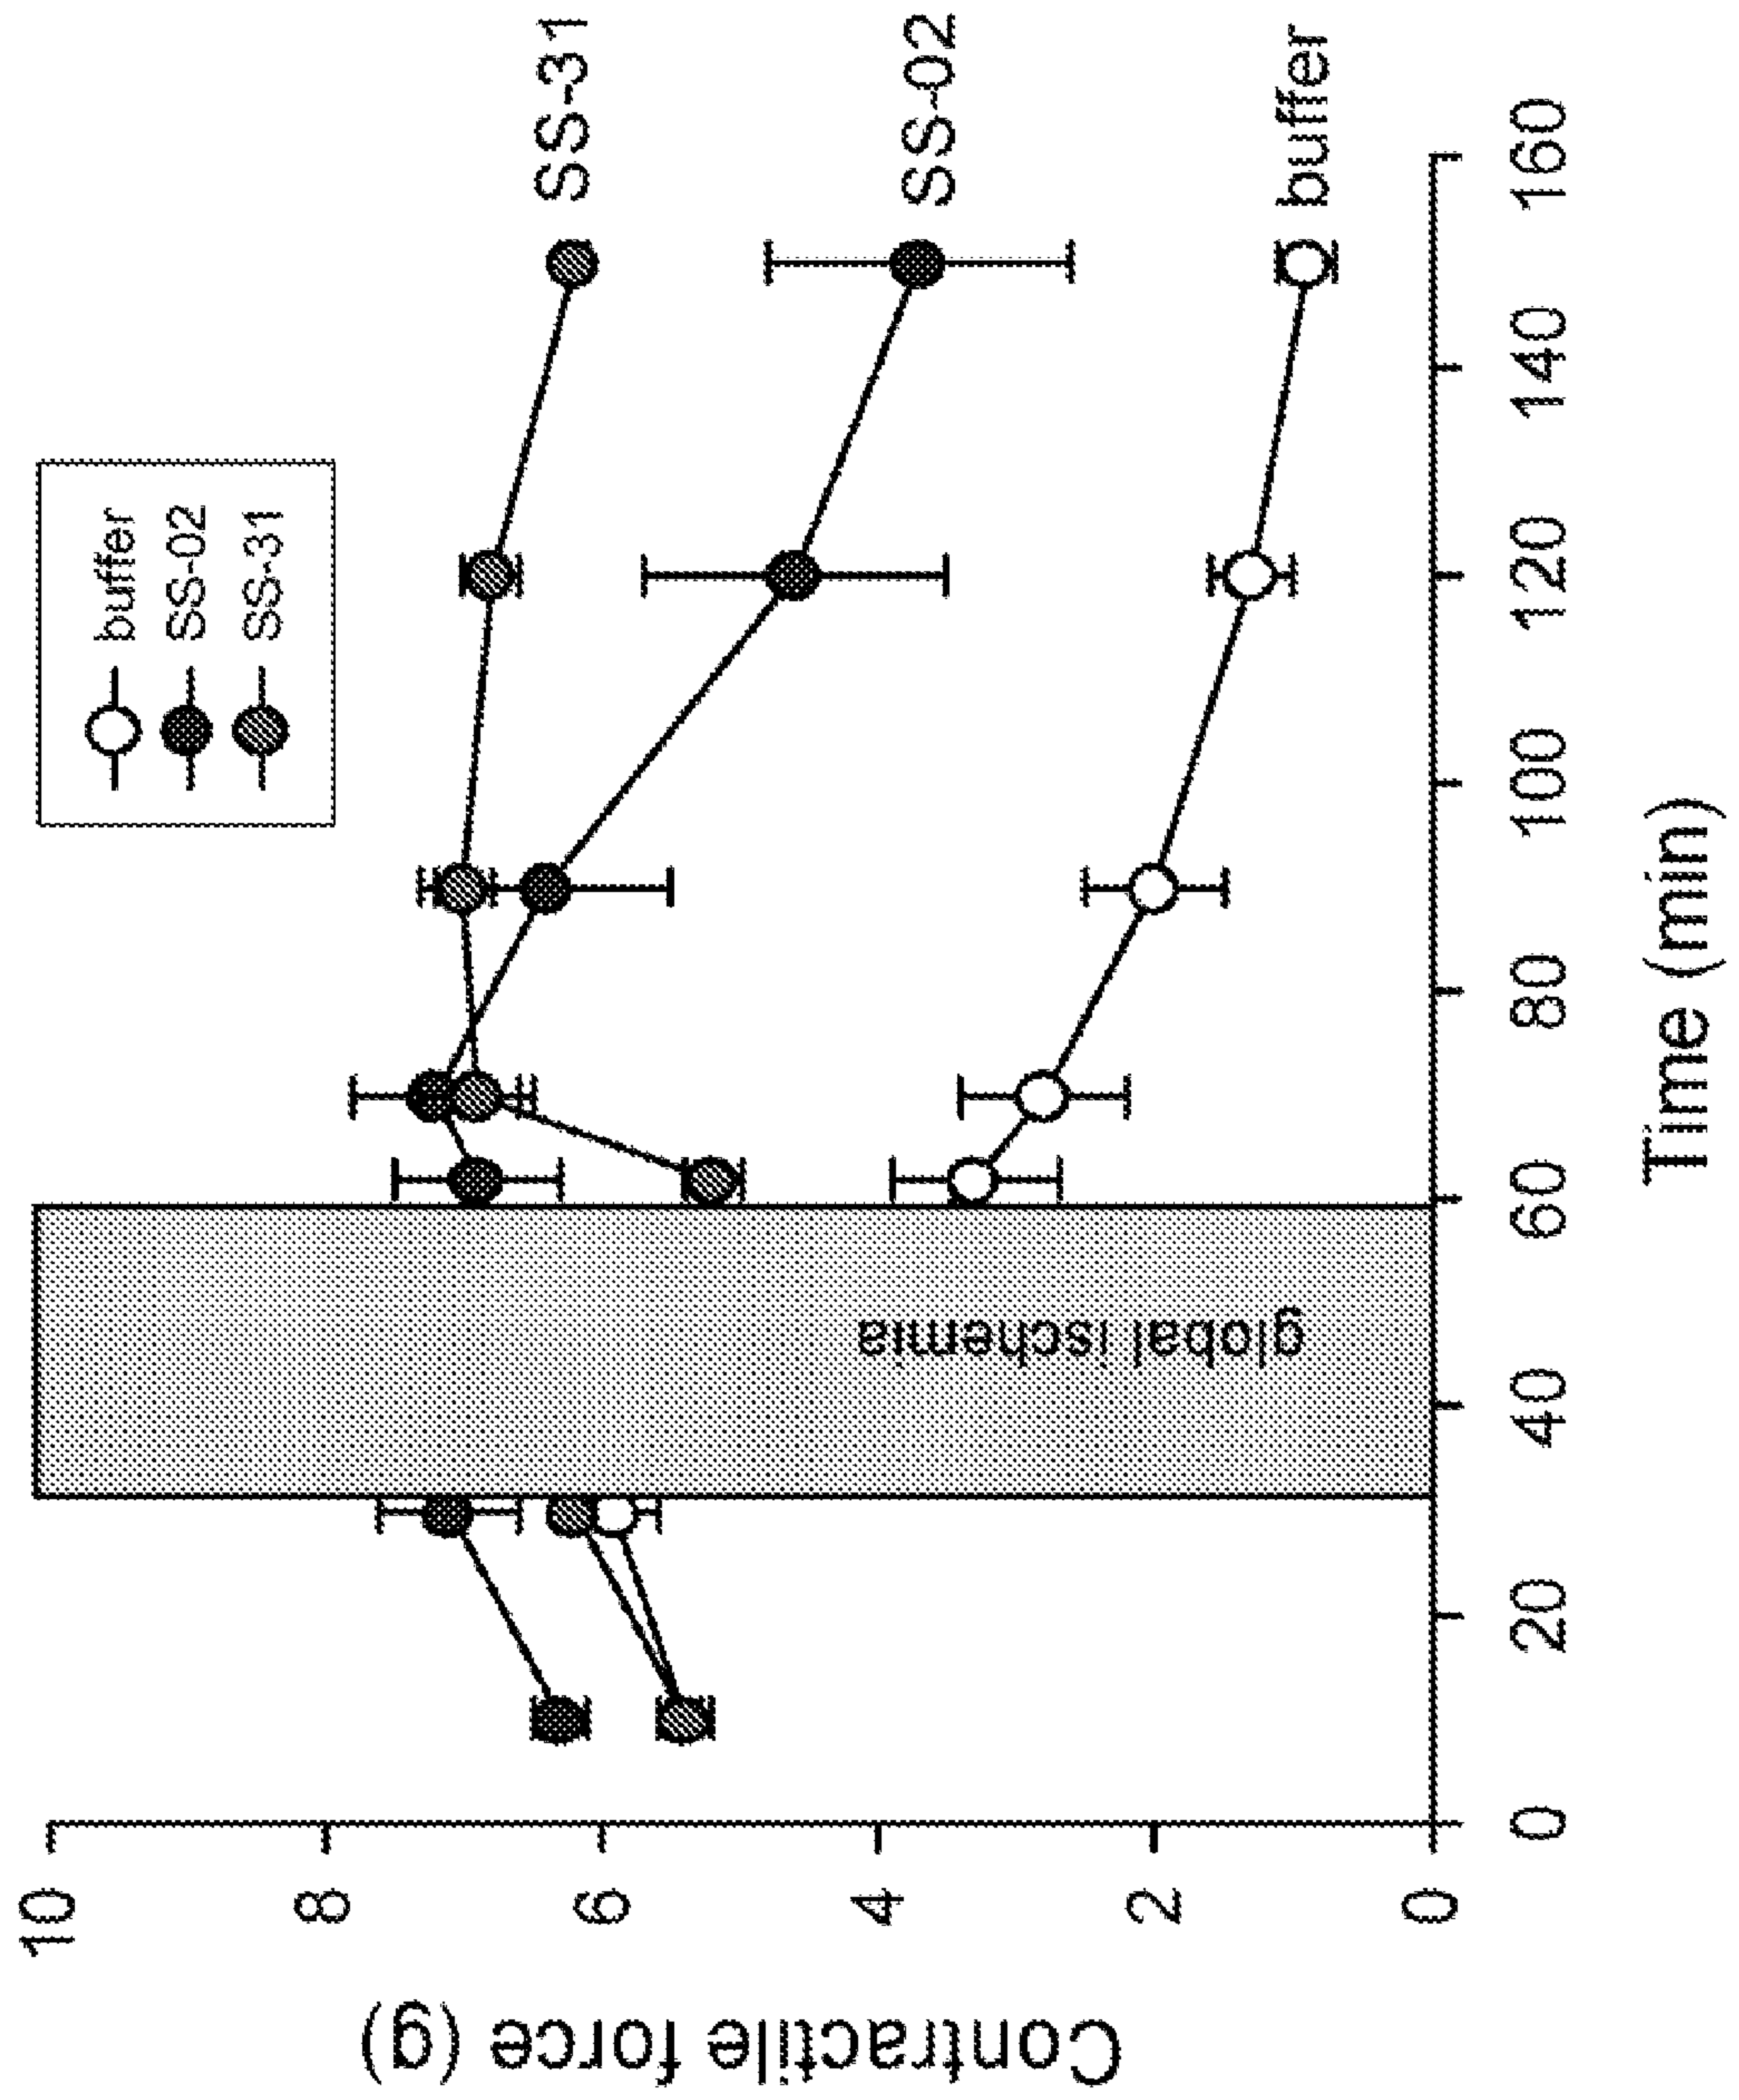 buffer
SS-02
SS-31
SS-31
SS-02
buffer
global ischemia
Contractile force (g)
10
8
6
4
2
0
0
20
40
60
80
100
120
140
160
Time (min)